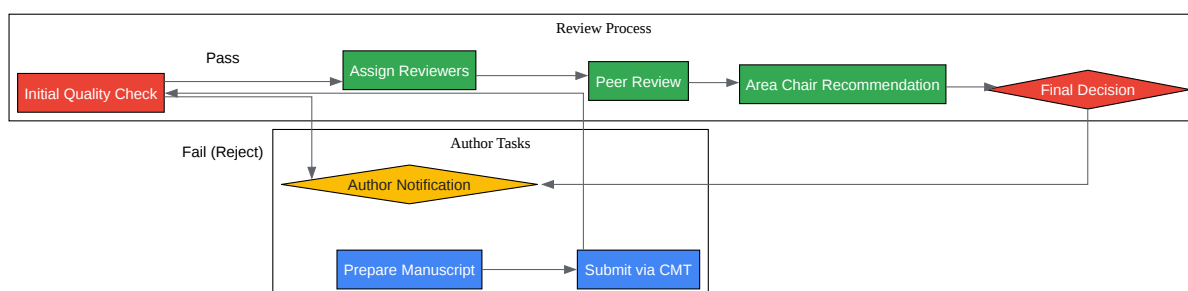 Review Process
Pass
Assign Reviewers
Peer Review
Area Chair Recommendation
Final Decision
Initial Quality Check
Fail (Reject)
Author Tasks
Author Notification
Prepare Manuscript
Submit via CMT